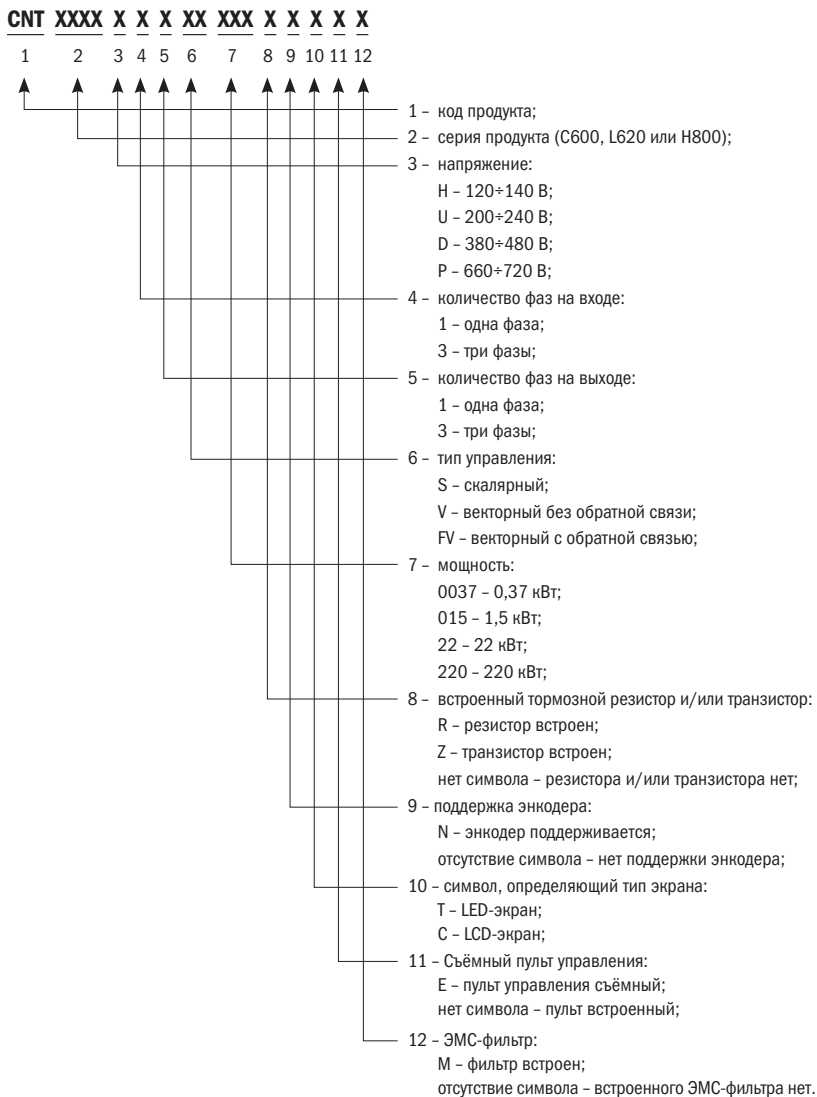 CNT XXXX X X X XX XXX X X X X X
1 2 3 4 5 6 7 8 9 10 11 12
1 – код продукта;
2 – серия продукта (C600, L620 или H800);
3 – напряжение:
H – 120÷140 В;
U – 200÷240 В;
D – 380÷480 В;
P – 660÷720 В;
4 – количество фаз на входе:
1 – одна фаза;
3 – три фазы;
5 – количество фаз на выходе:
1 – одна фаза;
3 – три фазы;
6 – тип управления:
S – скалярный;
V – векторный без обратной связи;
FV – векторный с обратной связью;
7 – мощность:
0037 – 0,37 кВт;
015 – 1,5 кВт;
22 – 22 кВт;
220 – 220 кВт;
8 – встроенный тормозной резистор и/или транзистор:
R – резистор встроен;
Z – транзистор встроен;
нет символа – резистора и/или транзистора нет;
9 – поддержка энкодера:
N – энкодер поддерживается;
отсутствие символа – нет поддержки энкодера;
10 – символ, определяющий тип экрана:
T – LED-экран;
C – LCD-экран;
11 – Съёмный пульт управления:
E – пульт управления съёмный;
нет символа – пульт встроенный;
12 – ЭМС-фильтр:
M – фильтр встроен;
отсутствие символа – встроенного ЭМС-фильтра нет.